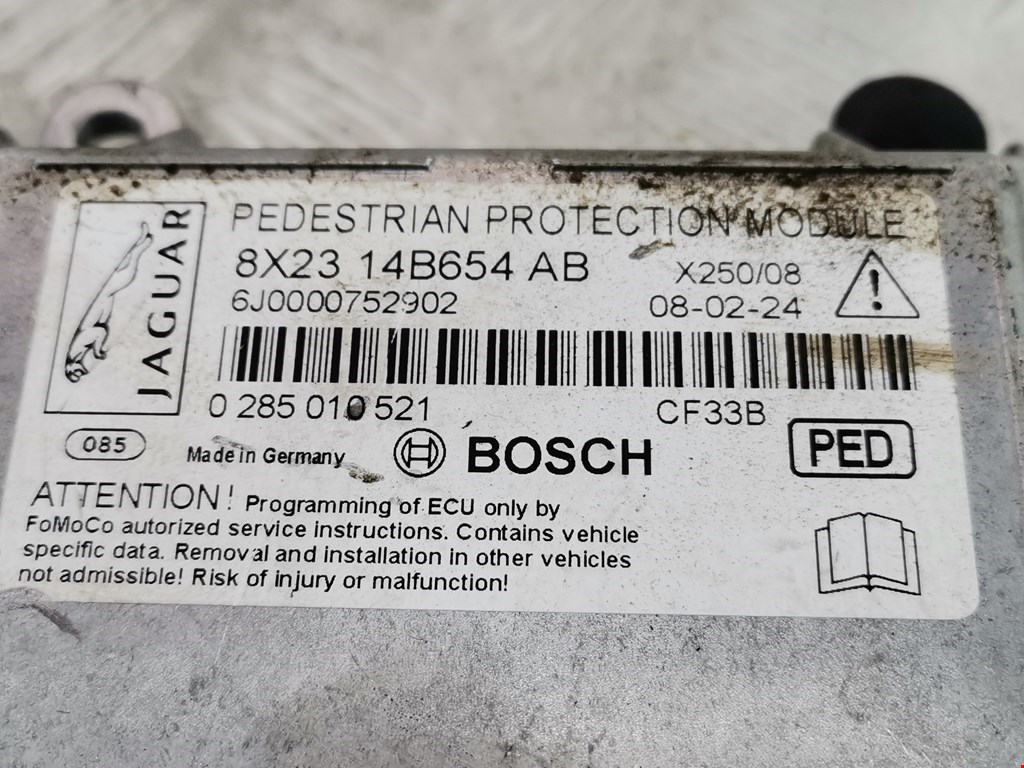 JAGUAR
PEDESTRIAN PROTECTION MODULE
8X23 14B654 AB
X250/08
6J0000752902
08-02-24
0 285 010 521
CF33B
085
Made in Germany
BOSCH
PED
ATTENTION! Programming of ECU only by
FoMoCo autorized service instructions. Contains vehicle
specific data. Removal and installation in other vehicles
not admissible! Risk of injury or malfunction!